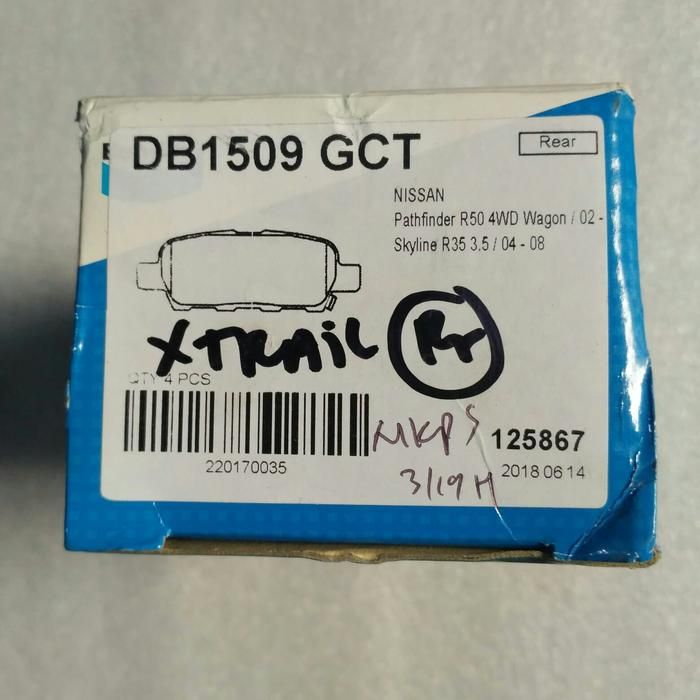 DB1509 GCT
Rear
NISSAN
Pathfinder R50 4WD Wagon / 02 -
Skyline R35 3.5 / 04 - 08
XTRAIL Rr
QTY 4 PCS
220170035
MKPS
3/19H
125867
2018 06 14